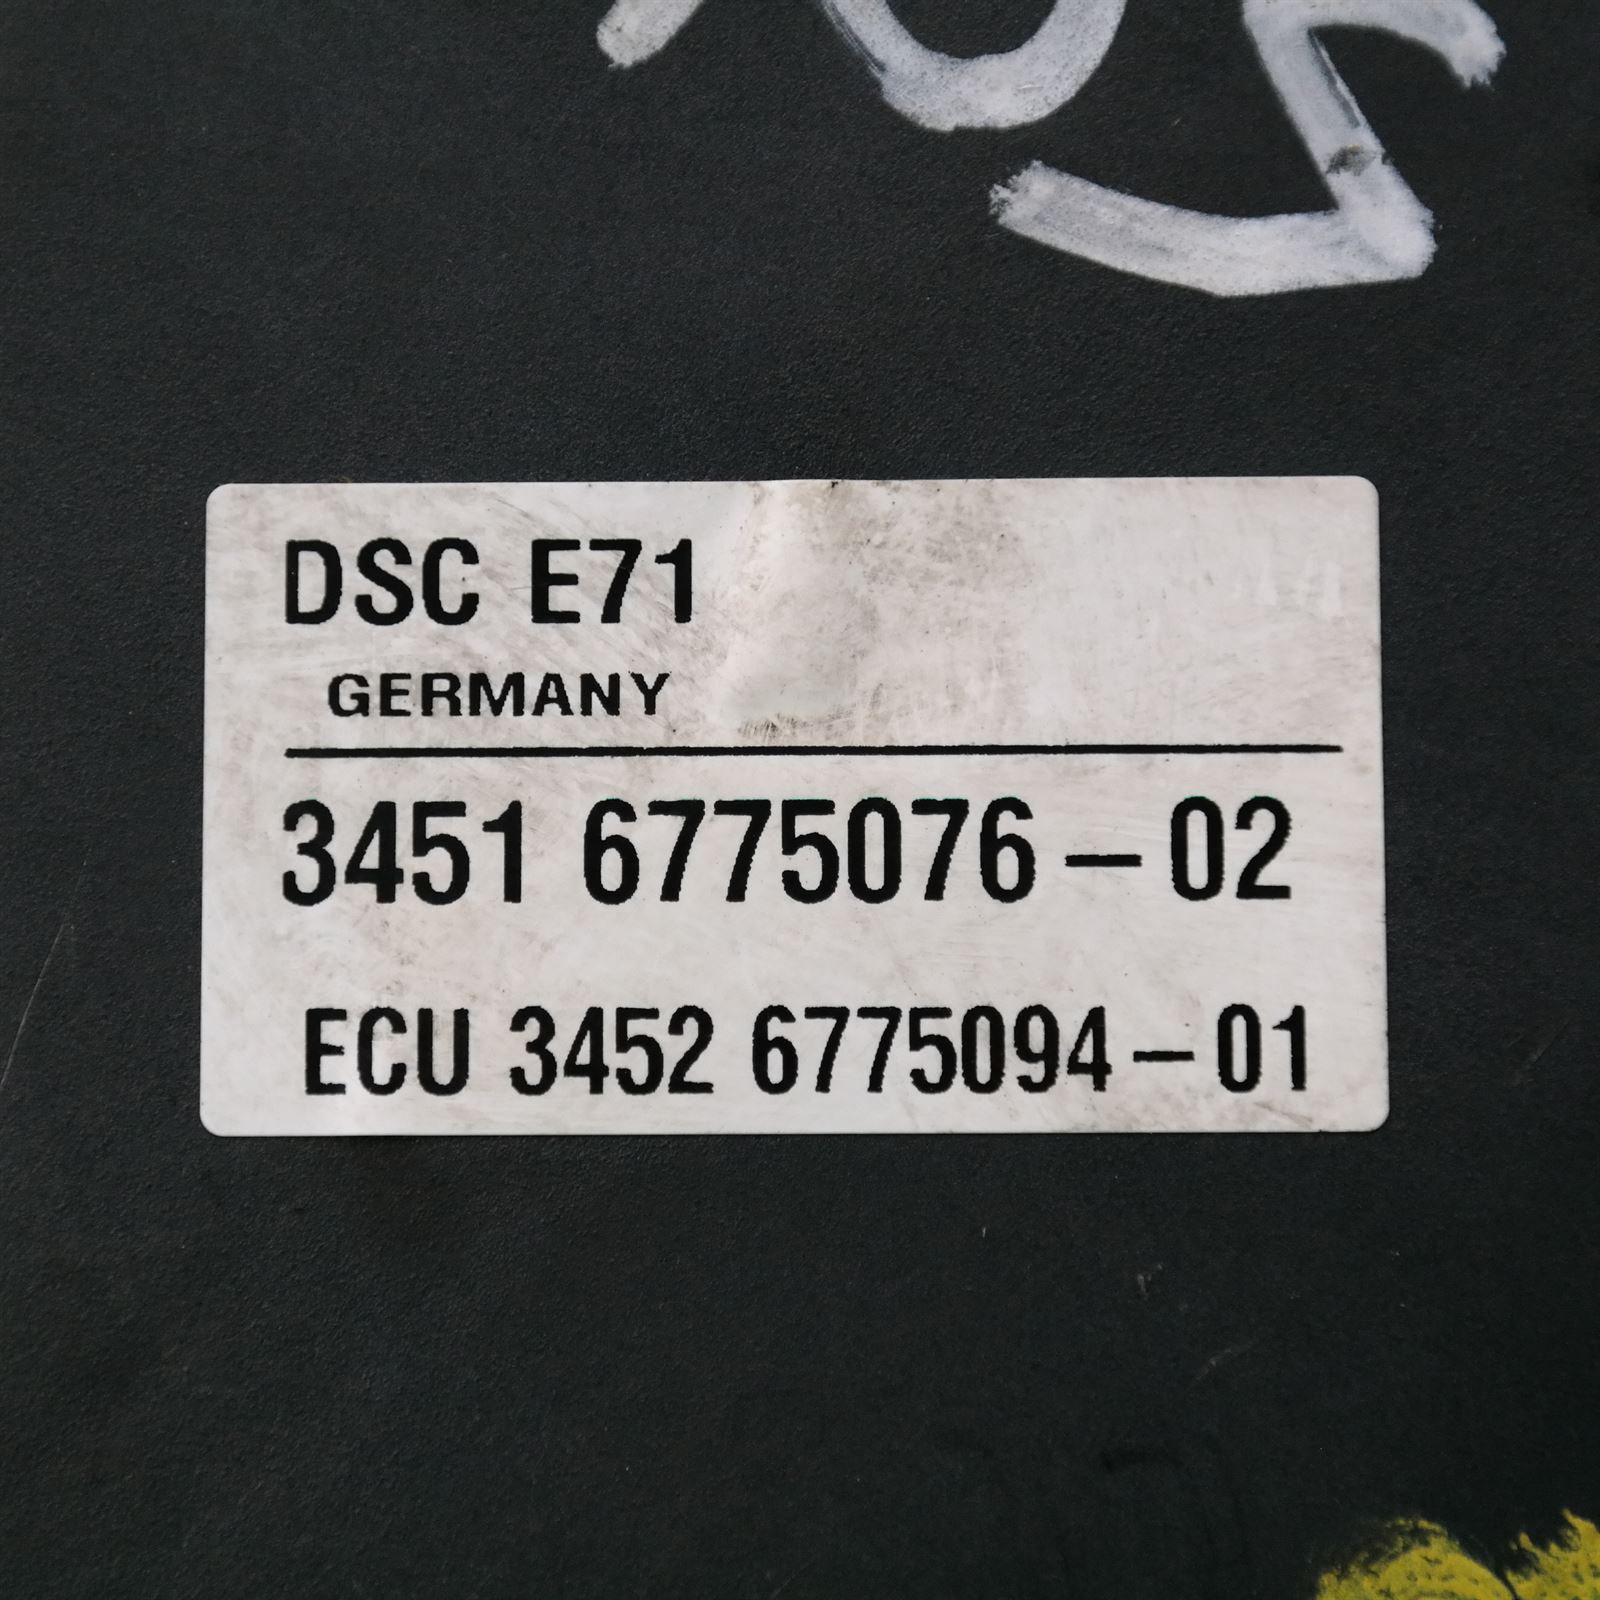 DSC E71
GERMANY
3451 6775076-02
ECU 3452 6775094-01